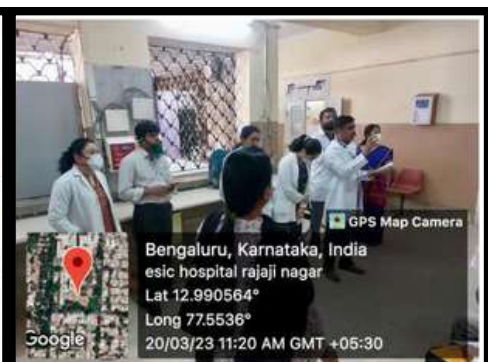 GPS Map Camera
Bengaluru, Karnataka, India
esic hospital rajaji nagar
Lat 12.990564°
Long 77.5536°
20/03/23 11:20 AM GMT +05:30
Google